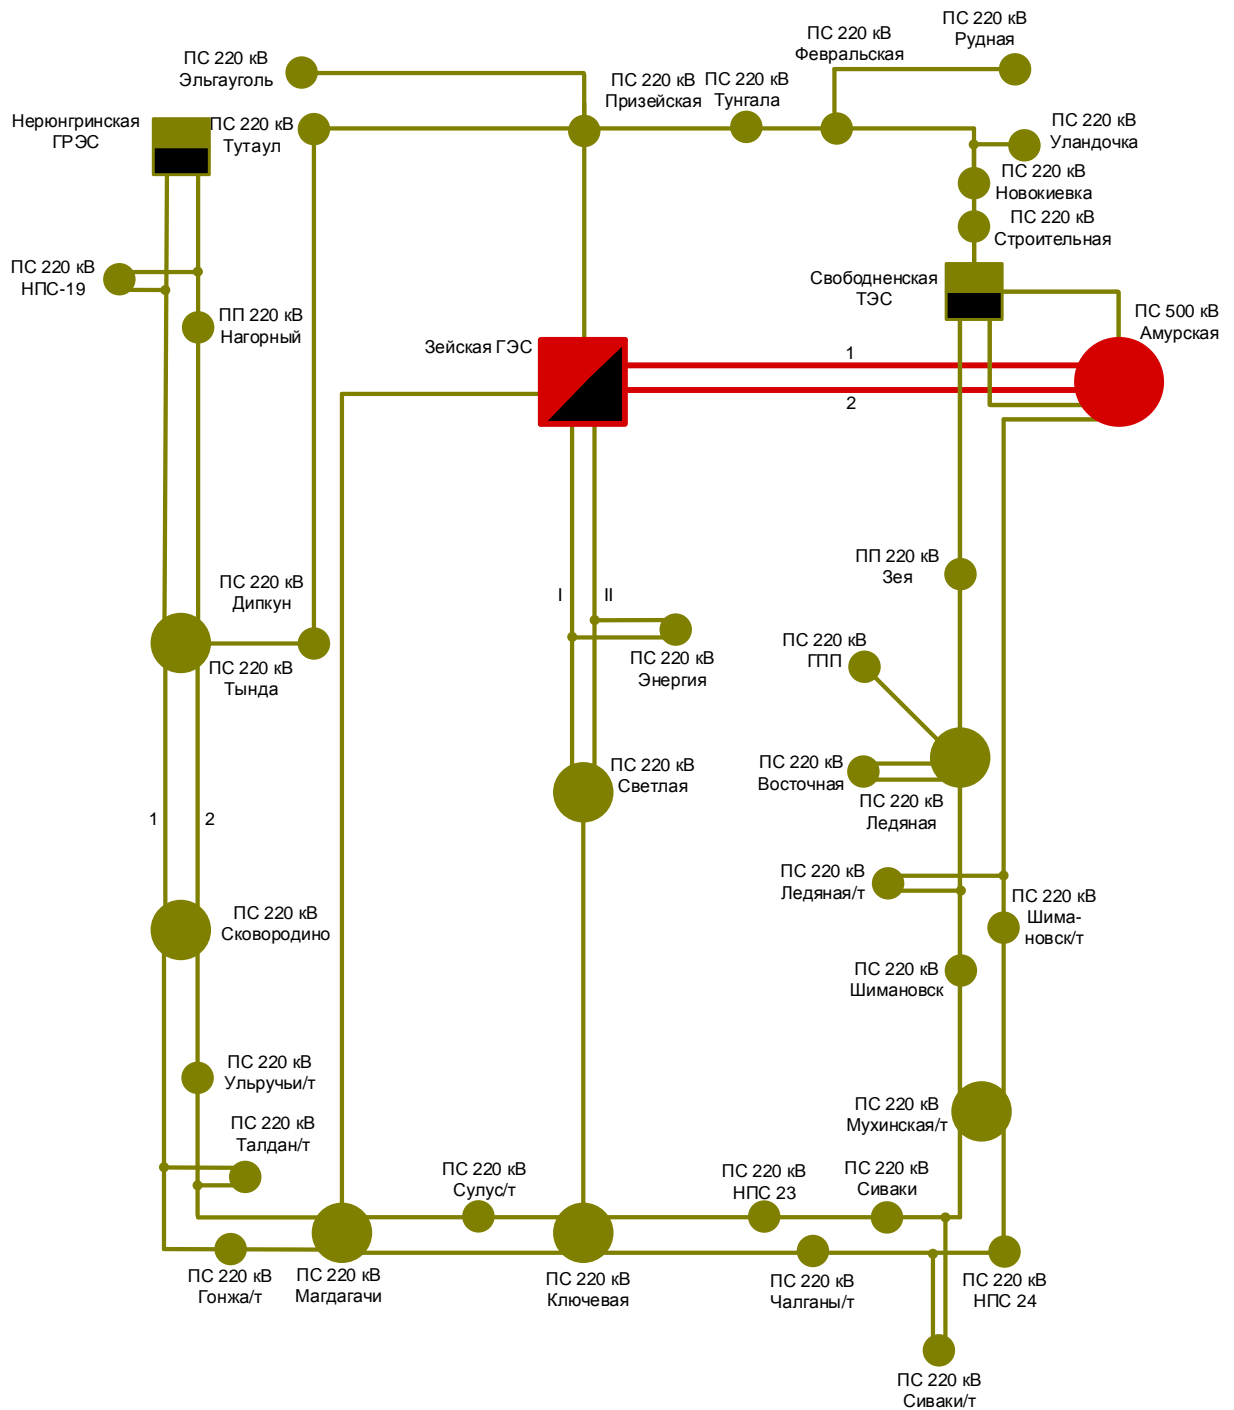 ПС 220 кВ
Рудная
ПС 220 кВ
Февральская
ПС 220 кВ
Эльгауголь
ПС 220 кВ
Призейская
ПС 220 кВ
Тунгала
Нерюнгринская
ГРЭС
ПС 220 кВ
Тутаул
ПС 220 кВ
Уландочка
ПС 220 кВ
Новокиевка
ПС 220 кВ
Строительная
ПС 220 кВ
НПС-19
Свободненская
ТЭС
ПП 220 кВ
Нагорный
ПС 500 кВ
Амурская
Зейская ГЭС
1
2
ПП 220 кВ
Зея
ПС 220 кВ
Дипкун
I
II
ПС 220 кВ
ГПП
ПС 220 кВ
Энергия
ПС 220 кВ
Тында
ПС 220 кВ
Светлая
ПС 220 кВ
Восточная
ПС 220 кВ
Ледяная
1
2
ПС 220 кВ
Ледяная/т
ПС 220 кВ
Шима-
новск/т
ПС 220 кВ
Сковородино
ПС 220 кВ
Шимановск
ПС 220 кВ
Ульручьи/т
ПС 220 кВ
Мухинская/т
ПС 220 кВ
Талдан/т
ПС 220 кВ
Сулус/т
ПС 220 кВ
НПС 23
ПС 220 кВ
Сиваки
ПС 220 кВ
Гонжа/т
ПС 220 кВ
Магдагачи
ПС 220 кВ
Ключевая
ПС 220 кВ
Чалганы/т
ПС 220 кВ
НПС 24
ПС 220 кВ
Сиваки/т